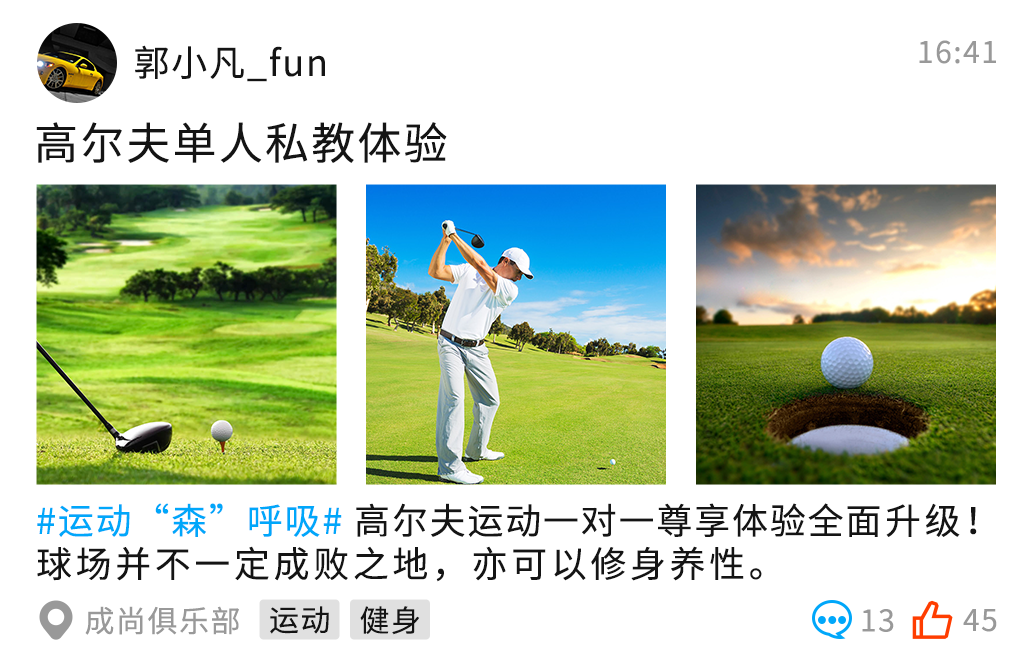 郭小凡_fun
16:41
高尔夫单人私教体验
#运动“森”呼吸# 高尔夫运动一对一尊享体验全面升级！
球场并不一定成败之地，亦可以修身养性。
成尚俱乐部 运动 健身 13 45